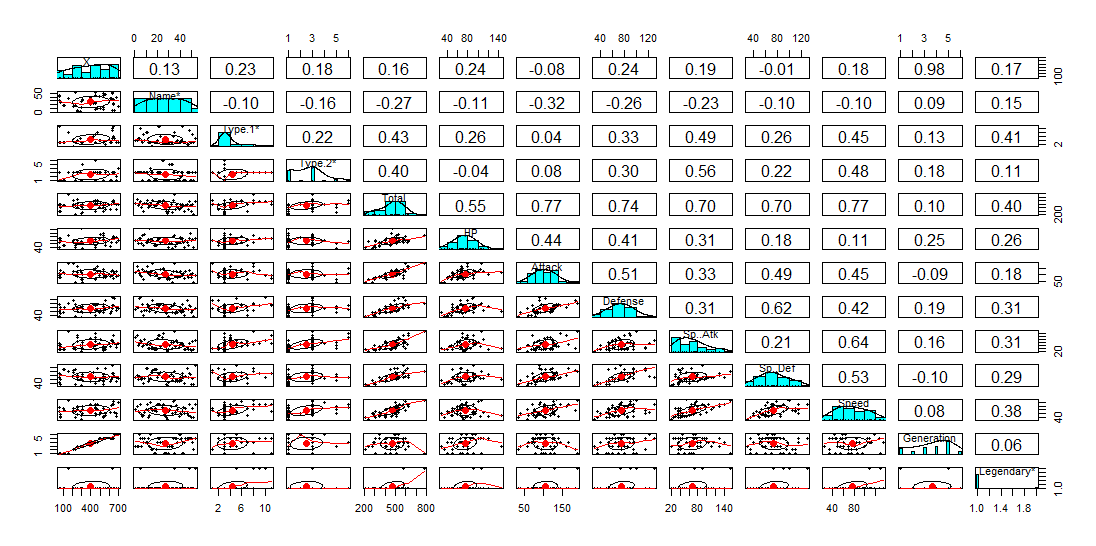 0 20 40 1 3 5 40 80 140 40 80 120 40 80 120 1 3 5
X 0.13 0.23 0.18 0.16 0.24 -0.08 0.24 0.19 -0.01 0.18 0.98 0.17 100
0 50 Name* -0.10 -0.16 -0.27 -0.11 -0.32 -0.26 -0.23 -0.10 -0.10 0.09 0.15
Type.1* 0.22 0.43 0.26 0.04 0.33 0.49 0.26 0.45 0.13 0.41 2
1 5 Type.2* 0.40 -0.04 0.08 0.30 0.56 0.22 0.48 0.18 0.11
Total 0.55 0.77 0.74 0.70 0.70 0.77 0.10 0.40 200
40 HP 0.44 0.41 0.31 0.18 0.11 0.25 0.26
Attack 0.51 0.33 0.49 0.45 -0.09 0.18 50
40 Defense 0.31 0.62 0.42 0.19 0.31
Sp..Atk 0.21 0.64 0.16 0.31 20
40 Sp..Def 0.53 -0.10 0.29
Speed 0.08 0.38 40
1 5 Generation 0.06
Legendary* 1.0
100 400 700 2 6 10 200 500 800 50 150 20 80 140 40 80 1.0 1.4 1.8